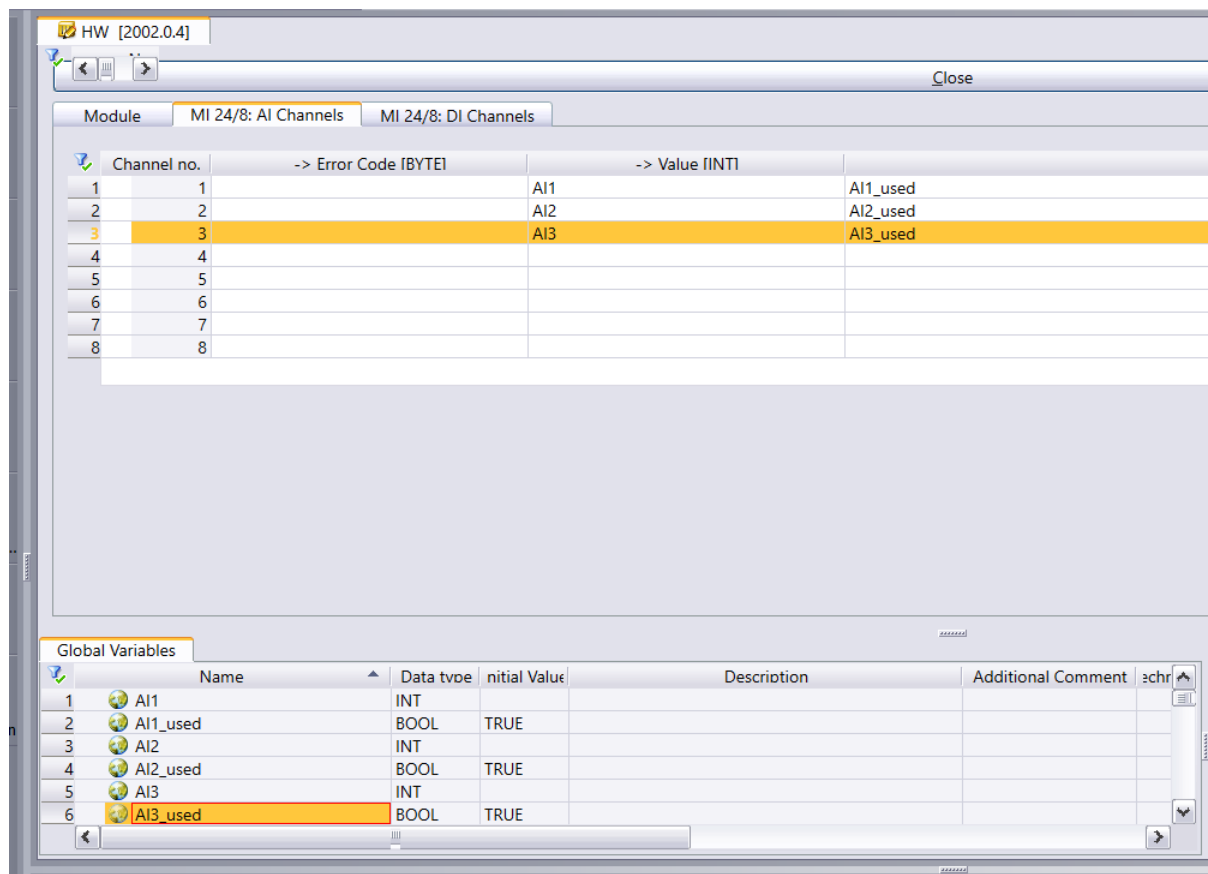 HW [2002.0.4]
Close
Module MI 24/8: AI Channels MI 24/8: DI Channels
Channel no. -> Error Code [BYTE] -> Value [INT]
1 1 AI1 AI1_used
2 2 AI2 AI2_used
3 3 AI3 AI3_used
4 4
5 5
6 6
7 7
8 8
Global Variables
Name Data type nitial Value Description Additional Comment
1 AI1 INT
2 AI1_used BOOL TRUE
3 AI2 INT
4 AI2_used BOOL TRUE
5 AI3 INT
6 AI3_used BOOL TRUE